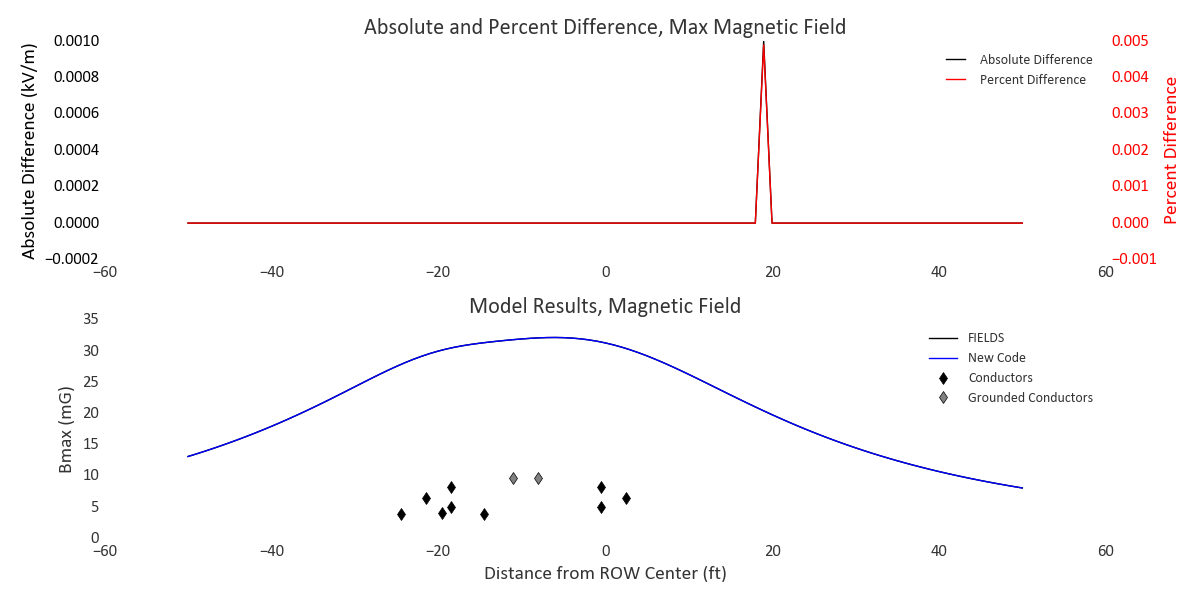 Absolute and Percent Difference, Max Magnetic Field
Absolute Difference (kV/m)
0.0010
0.0008
0.0006
0.0004
0.0002
0.0000
−0.0002
Absolute Difference
Percent Difference
0.005
0.004
0.003
0.002
0.001
0.000
−0.001
Percent Difference
−60 −40 −20 0 20 40 60
Model Results, Magnetic Field
Bmax (mG)
35
30
25
20
15
10
5
0
FIELDS
New Code
Conductors
Grounded Conductors
−60 −40 −20 0 20 40 60
Distance from ROW Center (ft)